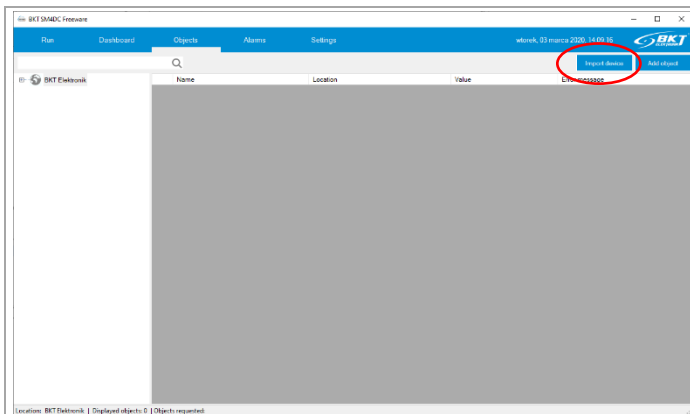 BKT SM4DC Freeware
Run Dashboard Objects Alarms Settings wtorek, 03 marca 2020, 14:09:16 BKT
Import device Add object
BKT Elektronik Name Location Value Error message
Location: BKT Elektronik | Displayed objects: 0 | Objects requested: